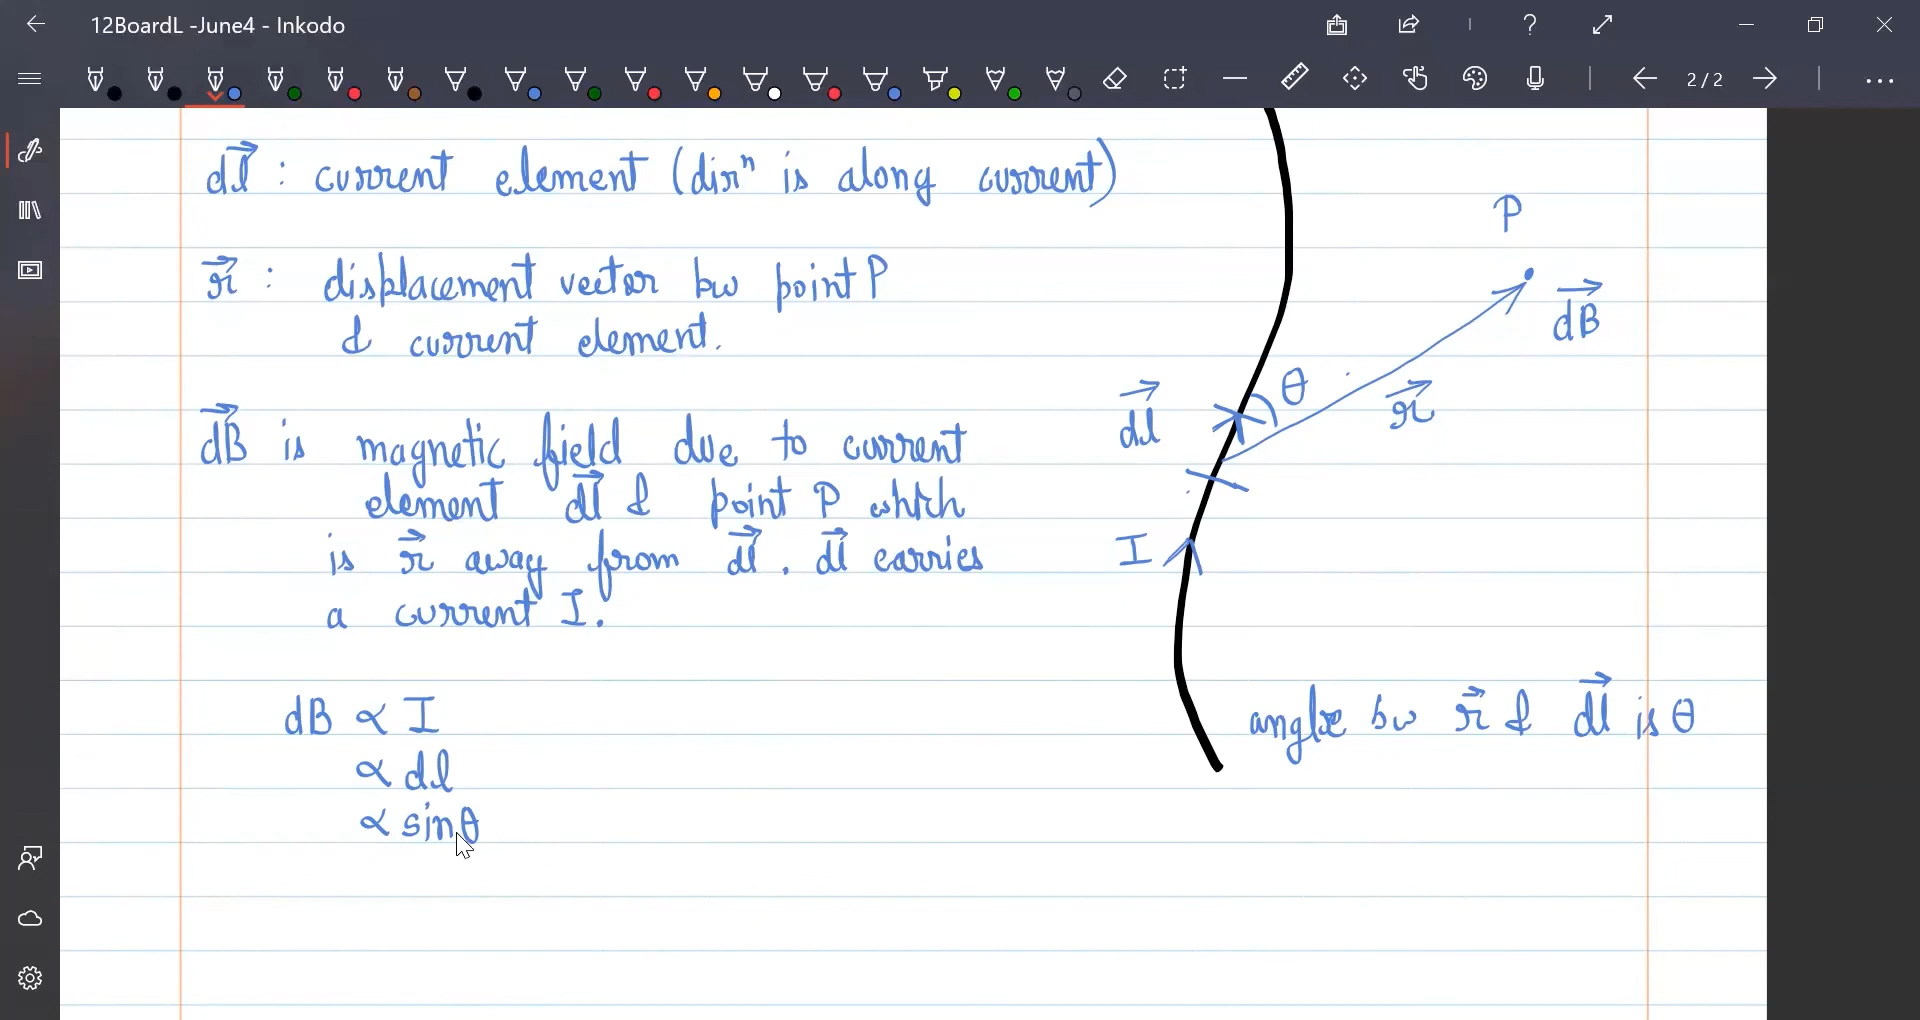 12BoardL -June4 - Inkodo
2/2
dl⃗ : current element (dirⁿ is along current)
r⃗ : displacement vector bw point P
& current element.
dB⃗ is magnetic field due to current
element dl⃗ & point P which
is r⃗ away from dl⃗ . dl⃗ carries
a current I.
dB ∝ I
∝ dl
∝ sinθ
P
dB⃗
θ
r⃗
dl⃗
I
angle bw r⃗ & dl⃗ is θ